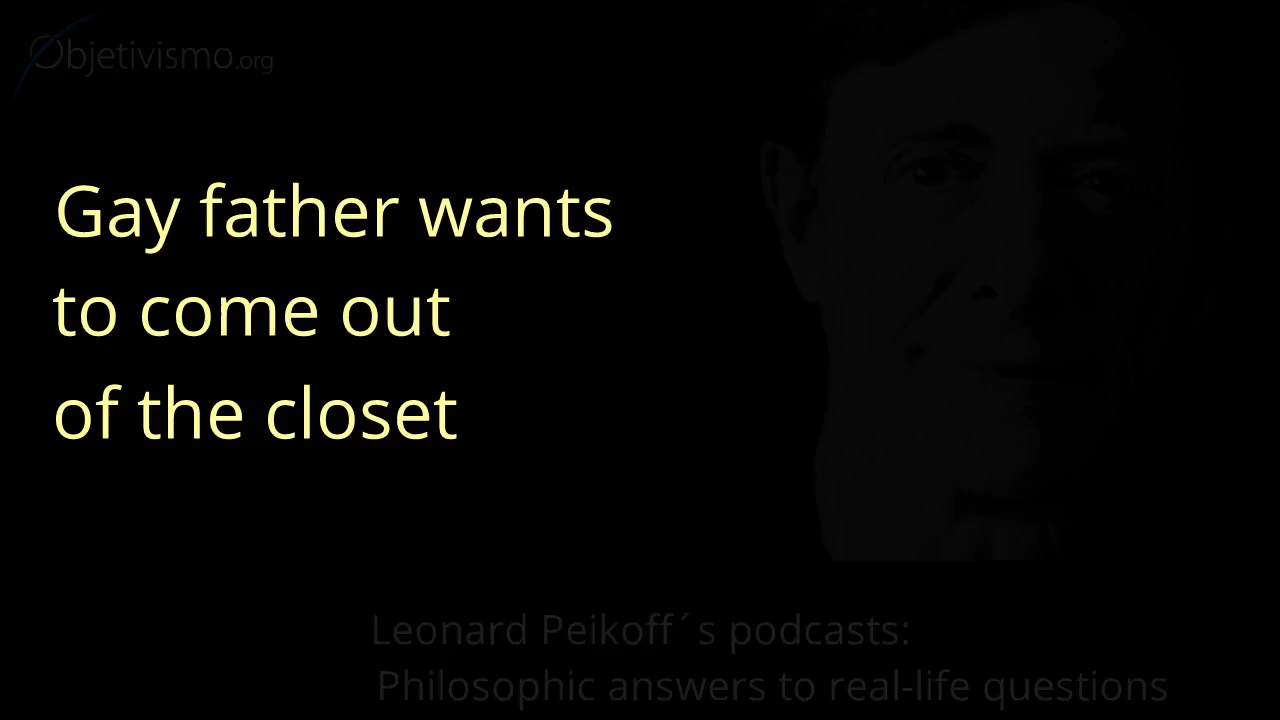 Objetivismo.org
Gay father wants
to come out
of the closet
Leonard Peikoff´s podcasts:
Philosophic answers to real-life questions